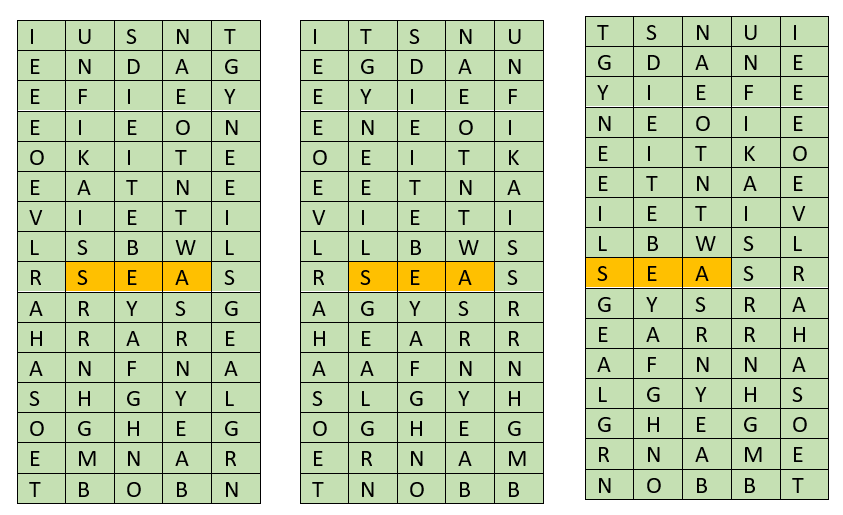 I U S N T
E N D A G
E F I E Y
E I E O N
O K I T E
E A T N E
V I E T I
L S B W L
R S E A S
A R Y S G
H R A R E
A N F N A
S H G Y L
O G H E G
E M N A R
T B O B N
I T S N U
E G D A N
E Y I E F
E N E O I
O E I T K
E E T N A
V I E T I
L L B W S
R S E A S
A G Y S R
H E A R R
A A F N N
S L G Y H
O G H E G
E R N A M
T N O B B
T S N U I
G D A N E
Y I E F E
N E O I E
E I T K O
E T N A E
I E T I V
L B W S L
S E A S R
G Y S R A
E A R R H
A F N N A
L G Y H S
G H E G O
R N A M E
N O B B T